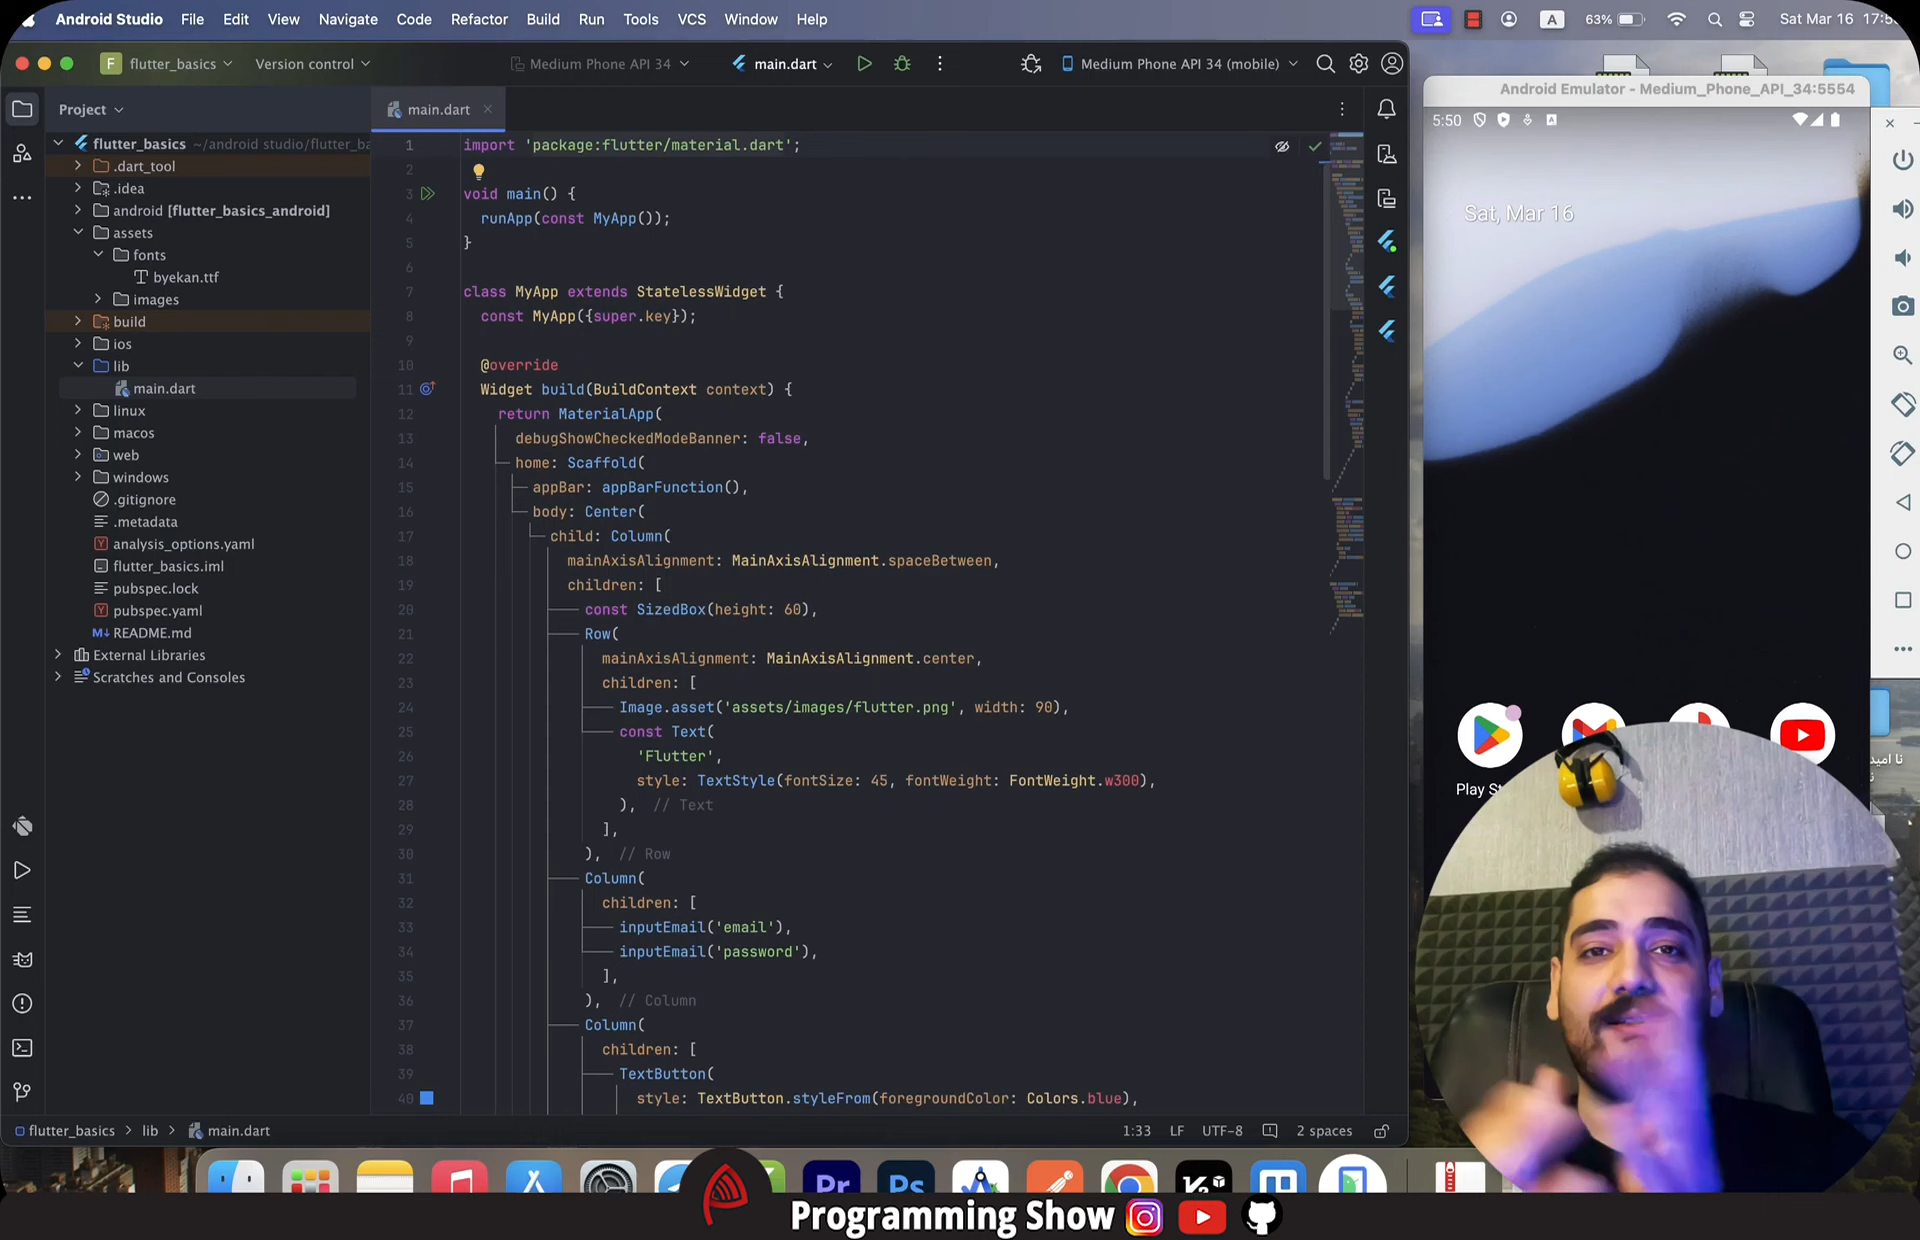 Android Studio File Edit View Navigate Code Refactor Build Run Tools VCS Window Help
A 63% Sat Mar 16
F flutter_basics Version control Medium Phone API 34 main.dart Medium Phone API 34 (mobile)
Android Emulator - Medium_Phone_API_34:5554
Project
main.dart
5:50
Sat, Mar 16
flutter_basics ~/android studio/flutter_ba
.dart_tool
.idea
android [flutter_basics_android]
assets
fonts
byekan.ttf
images
build
ios
lib
main.dart
linux
macos
web
windows
.gitignore
.metadata
analysis_options.yaml
flutter_basics.iml
pubspec.lock
pubspec.yaml
README.md
External Libraries
Scratches and Consoles
1 import 'package:flutter/material.dart';
2
3 void main() {
4 runApp(const MyApp());
5 }
6
7 class MyApp extends StatelessWidget {
8 const MyApp({super.key});
9
10 @override
11 Widget build(BuildContext context) {
12 return MaterialApp(
13 debugShowCheckedModeBanner: false,
14 home: Scaffold(
15 appBar: appBarFunction(),
16 body: Center(
17 child: Column(
18 mainAxisAlignment: MainAxisAlignment.spaceBetween,
19 children: [
20 const SizedBox(height: 60),
21 Row(
22 mainAxisAlignment: MainAxisAlignment.center,
23 children: [
24 Image.asset('assets/images/flutter.png', width: 90),
25 const Text(
26 'Flutter',
27 style: TextStyle(fontSize: 45, fontWeight: FontWeight.w300),
28 ), // Text
29 ],
30 ), // Row
31 Column(
32 children: [
33 inputEmail('email'),
34 inputEmail('password'),
35 ],
36 ), // Column
37 Column(
38 children: [
39 TextButton(
40 style: TextButton.styleFrom(foregroundColor: Colors.blue),
Play
نا امید
flutter_basics > lib > main.dart
1:33 LF UTF-8 2 spaces
Pr Ps
Programming Show